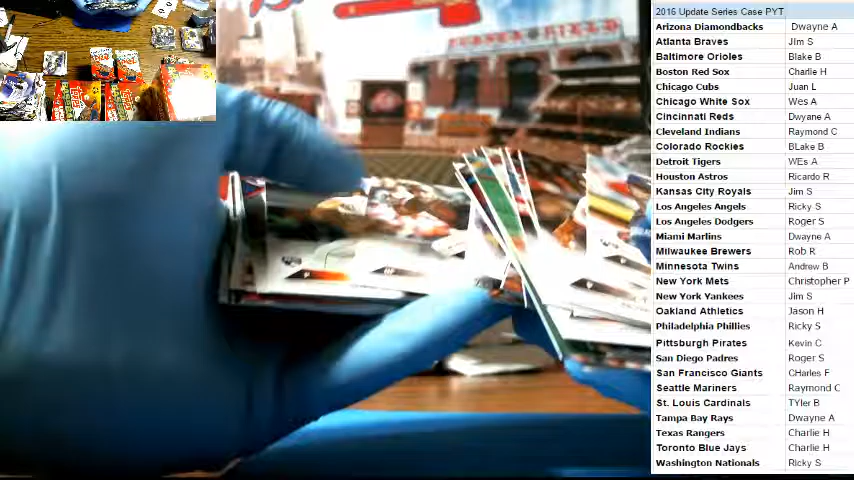 TURNER FIELD
2016 Update Series Case PYT
Arizona Diamondbacks Dwayne A
Atlanta Braves Jim S
Baltimore Orioles Blake B
Boston Red Sox Charlie H
Chicago Cubs Juan L
Chicago White Sox Wes A
Cincinnati Reds Dwyane A
Cleveland Indians Raymond C
Colorado Rockies BLake B
Detroit Tigers WEs A
Houston Astros Ricardo R
Kansas City Royals Jim S
Los Angeles Angels Ricky S
Los Angeles Dodgers Roger S
Miami Marlins Dwayne A
Milwaukee Brewers Rob R
Minnesota Twins Andrew B
New York Mets Christopher P
New York Yankees Jim S
Oakland Athletics Jason H
Philadelphia Phillies Ricky S
Pittsburgh Pirates Kevin C
San Diego Padres Roger S
San Francisco Giants CHarles F
Seattle Mariners Raymond C
St. Louis Cardinals TYler B
Tampa Bay Rays Dwayne A
Texas Rangers Charlie H
Toronto Blue Jays Charlie H
Washington Nationals Ricky S